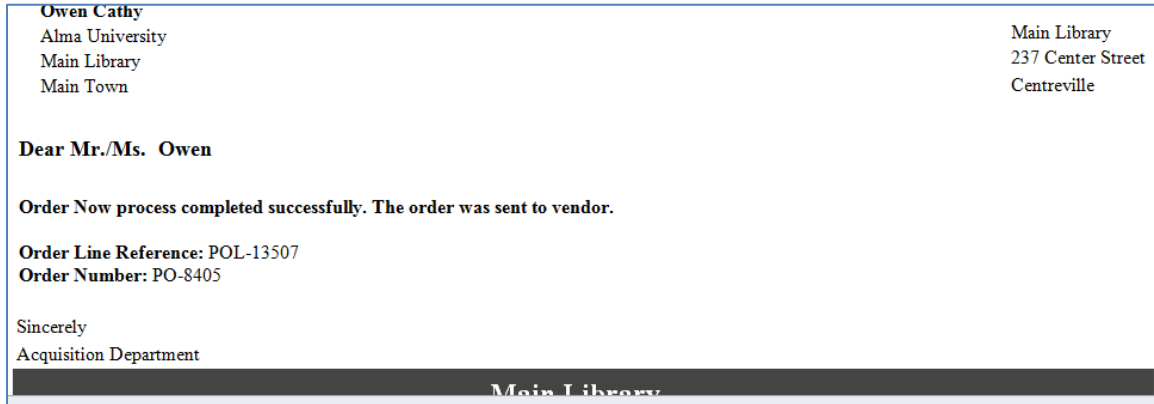 Owen Cathy
Alma University
Main Library
Main Town
Main Library
237 Center Street
Centreville
Dear Mr./Ms. Owen
Order Now process completed successfully. The order was sent to vendor.
Order Line Reference: POL-13507
Order Number: PO-8405
Sincerely
Acquisition Department
Main Library